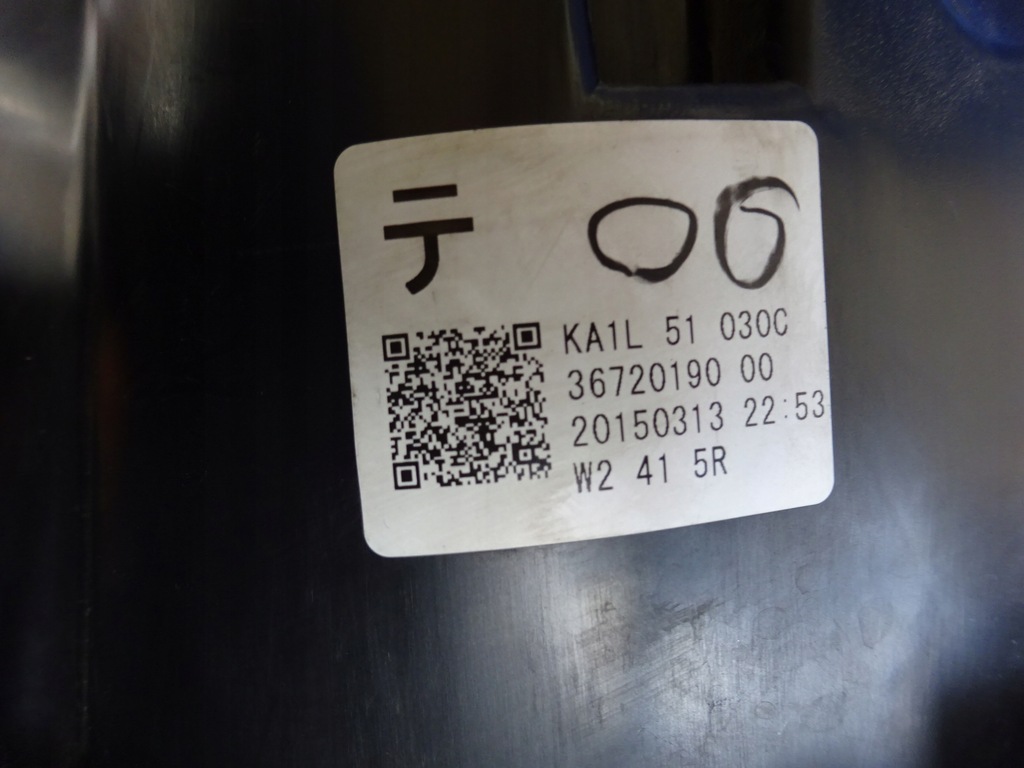 テ 06
KA1L 51 030C
36720190 00
20150313 22:53
W2 41 5R